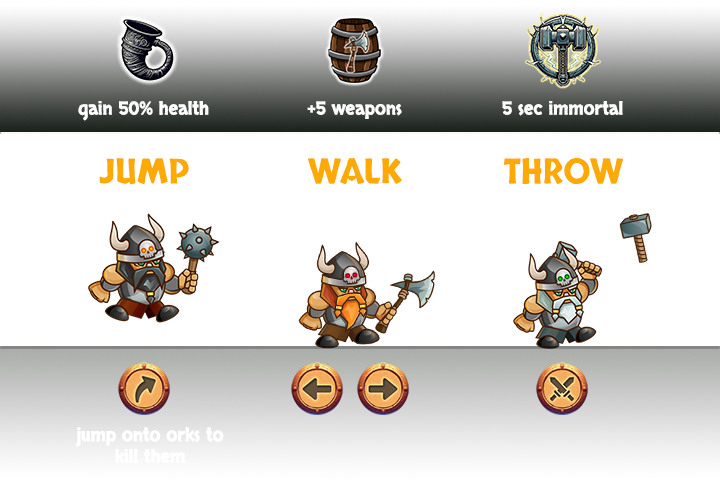 gain 50% health
+5 weapons
5 sec immortal
JUMP
WALK
THROW
jump onto orks to
kill them